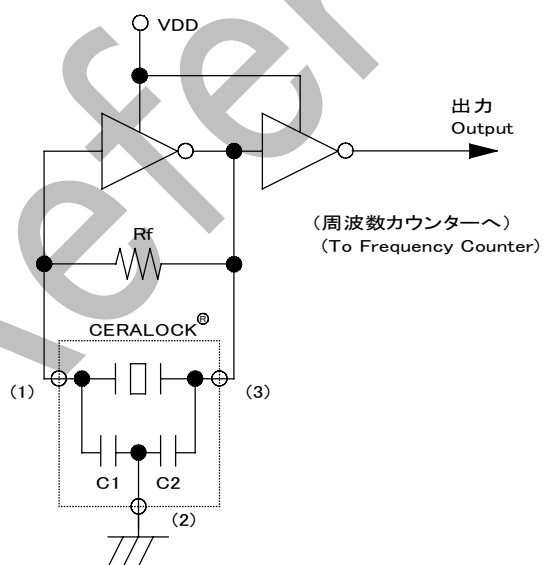 VDD
出力
Output
(周波数カウンターへ)
(To Frequency Counter)
Rf
CERALOCK®
(1)
(3)
C1 C2
(2)